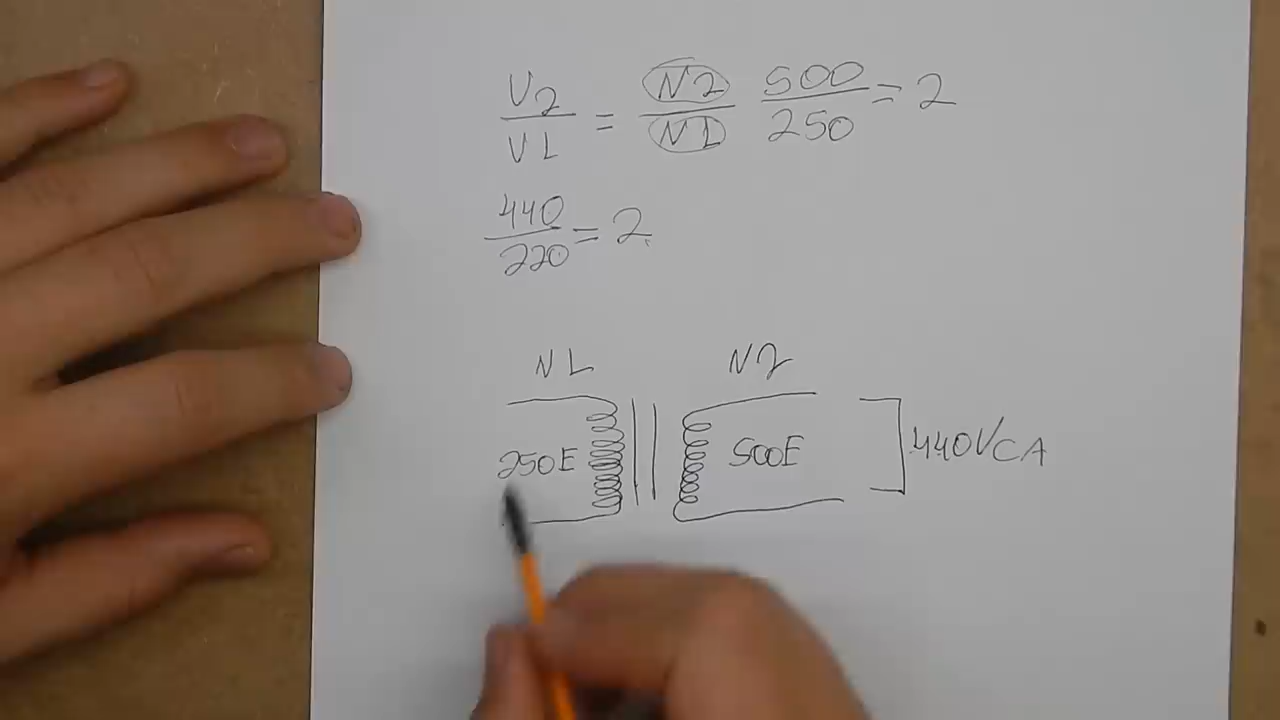 V2 / V1 = N2 / N1 500 / 250 = 2
440 / 220 = 2
N1 N2
250E 500E 440VCA